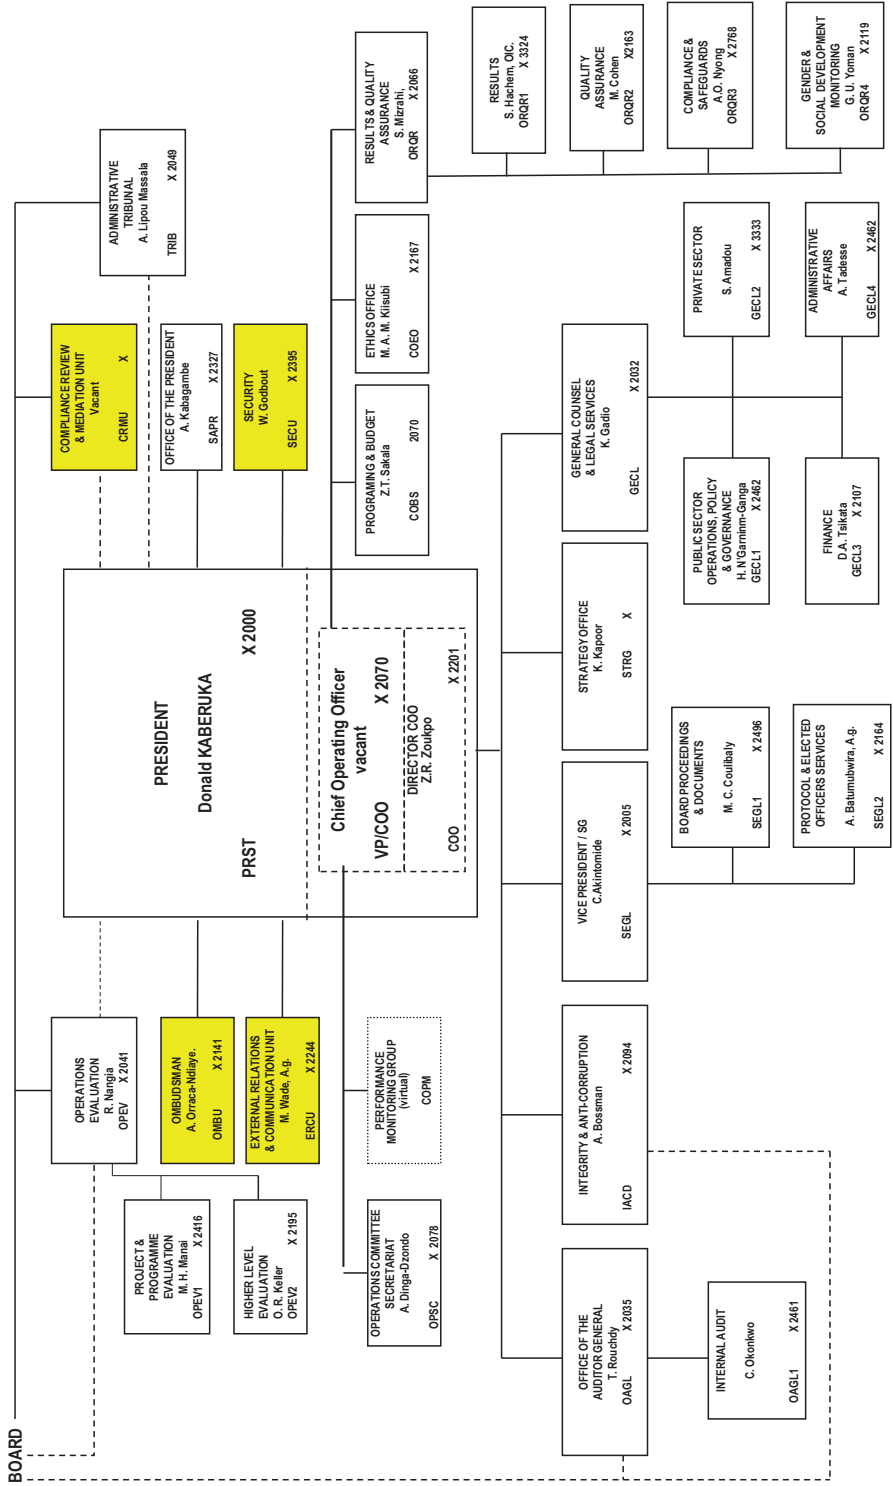 BOARD
OPERATIONS
EVALUATION
R. Nangia
OPEV X 2041
COMPLIANCE REVIEW
& MEDIATION UNIT
Vacant
CRMU X
ADMINISTRATIVE
TRIBUNAL
A. Lipou Massala
TRIB X 2049
PROJECT &
PROGRAMME
EVALUATION
M. H. Manai
OPEV1 X 2416
HIGHER LEVEL
EVALUATION
O. R. Keller
OPEV2 X 2195
OMBUDSMAN
A. Orraca-Ndiaye.
OMBU X 2141
EXTERNAL RELATIONS
& COMMUNICATION UNIT
M. Wade, A.g.
ERCU X 2244
PRESIDENT
Donald KABERUKA
PRST X 2000
OFFICE OF THE PRESIDENT
A. Kabagambe
SAPR X 2327
SECURITY
W. Godbout
SECU X 2395
Chief Operating Officer
vacant
VP/COO X 2070
DIRECTOR COO
Z.R. Zoukpo
COO X 2201
OPERATIONS COMMITTEE
SECRETARIAT
A. Dinga-Dzondo
OPSC X 2078
PERFORMANCE
MONITORING GROUP
(virtual)
COPM
PROGRAMING & BUDGET
Z.T. Sakala
COBS 2070
ETHICS OFFICE
M. A. M. Kiisubi
COEO X 2167
RESULTS & QUALITY
ASSURANCE
S. Mizrahi,
ORQR X 2066
RESULTS
S. Hachem, OIC.
ORQR1 X 3324
QUALITY
ASSURANCE
M. Cohen
ORQR2 X2163
COMPLIANCE &
SAFEGUARDS
A.O. Nyong
ORQR3 X 2768
GENDER &
SOCIAL DEVELOPMENT
MONITORING
G. U. Yoman
ORQR4 X 2119
OFFICE OF THE
AUDITOR GENERAL
T. Rouchdy
OAGL X 2035
INTEGRITY & ANTI-CORRUPTION
A. Bossman
IACD X 2094
VICE PRESIDENT / SG
C.Akintomide
SEGL X 2005
STRATEGY OFFICE
K. Kapoor
STRG X
GENERAL COUNSEL
& LEGAL SERVICES
K. Gadio
GECL X 2032
INTERNAL AUDIT
C. Okonkwo
OAGL1 X 2461
BOARD PROCEEDINGS
& DOCUMENTS
M. C. Coulibaly
SEGL1 X 2496
PROTOCOL & ELECTED
OFFICERS SERVICES
A. Batumubwira, A.g.
SEGL2 X 2164
PUBLIC SECTOR
OPERATIONS, POLICY
& GOVERNANCE
H. N'Garninm-Ganga
GECL1 X 2462
PRIVATE SECTOR
S. Amadou
GECL2 X 3333
FINANCE
D.A. Tsikata
GECL3 X 2107
ADMINISTRATIVE
AFFAIRS
A. Tadesse
GECL4 X 2462